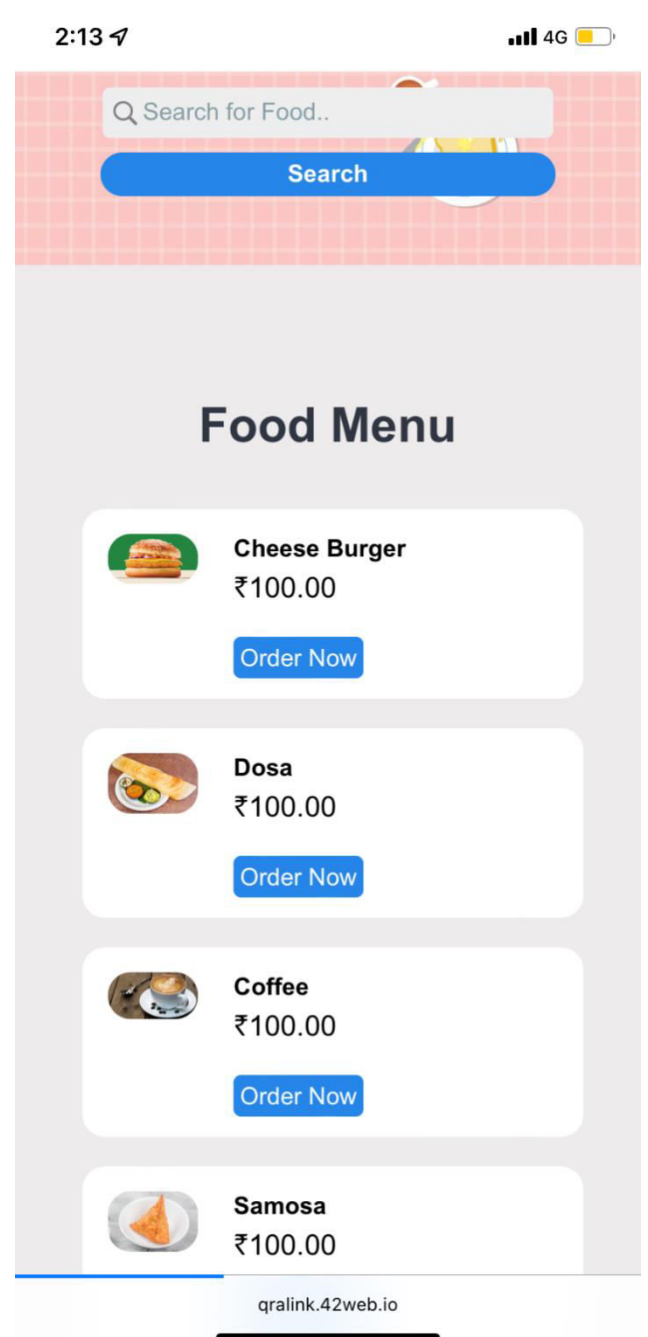 2:13
4G
Search for Food..
Search
Food Menu
Cheese Burger
₹100.00
Order Now
Dosa
₹100.00
Order Now
Coffee
₹100.00
Order Now
Samosa
₹100.00
qralink.42web.io